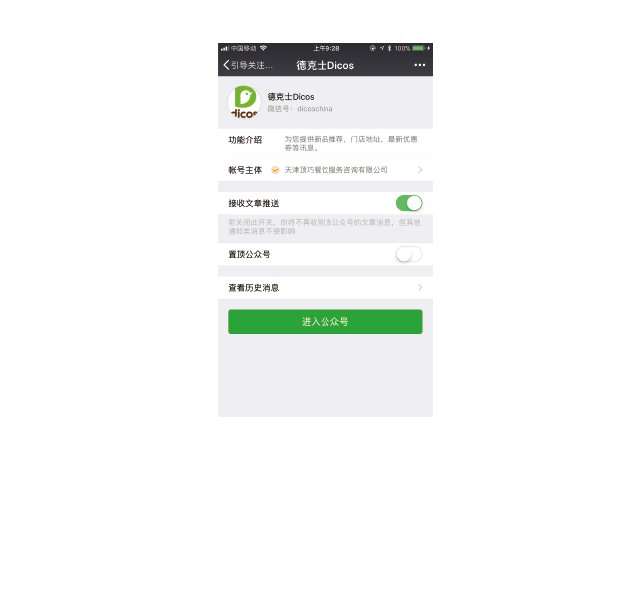 中国移动 上午9:28 100%
引导关注... 德克士Dicos
dicos
德克士Dicos
微信号: dicoschina
功能介绍 为您提供新品推荐，门店地址，最新优惠
券等讯息。
帐号主体 天津顶巧餐饮服务咨询有限公司
接收文章推送
若关闭此开关，你将不再收到该公众号的文章消息，但其他
通知类消息不受影响
置顶公众号
查看历史消息
进入公众号